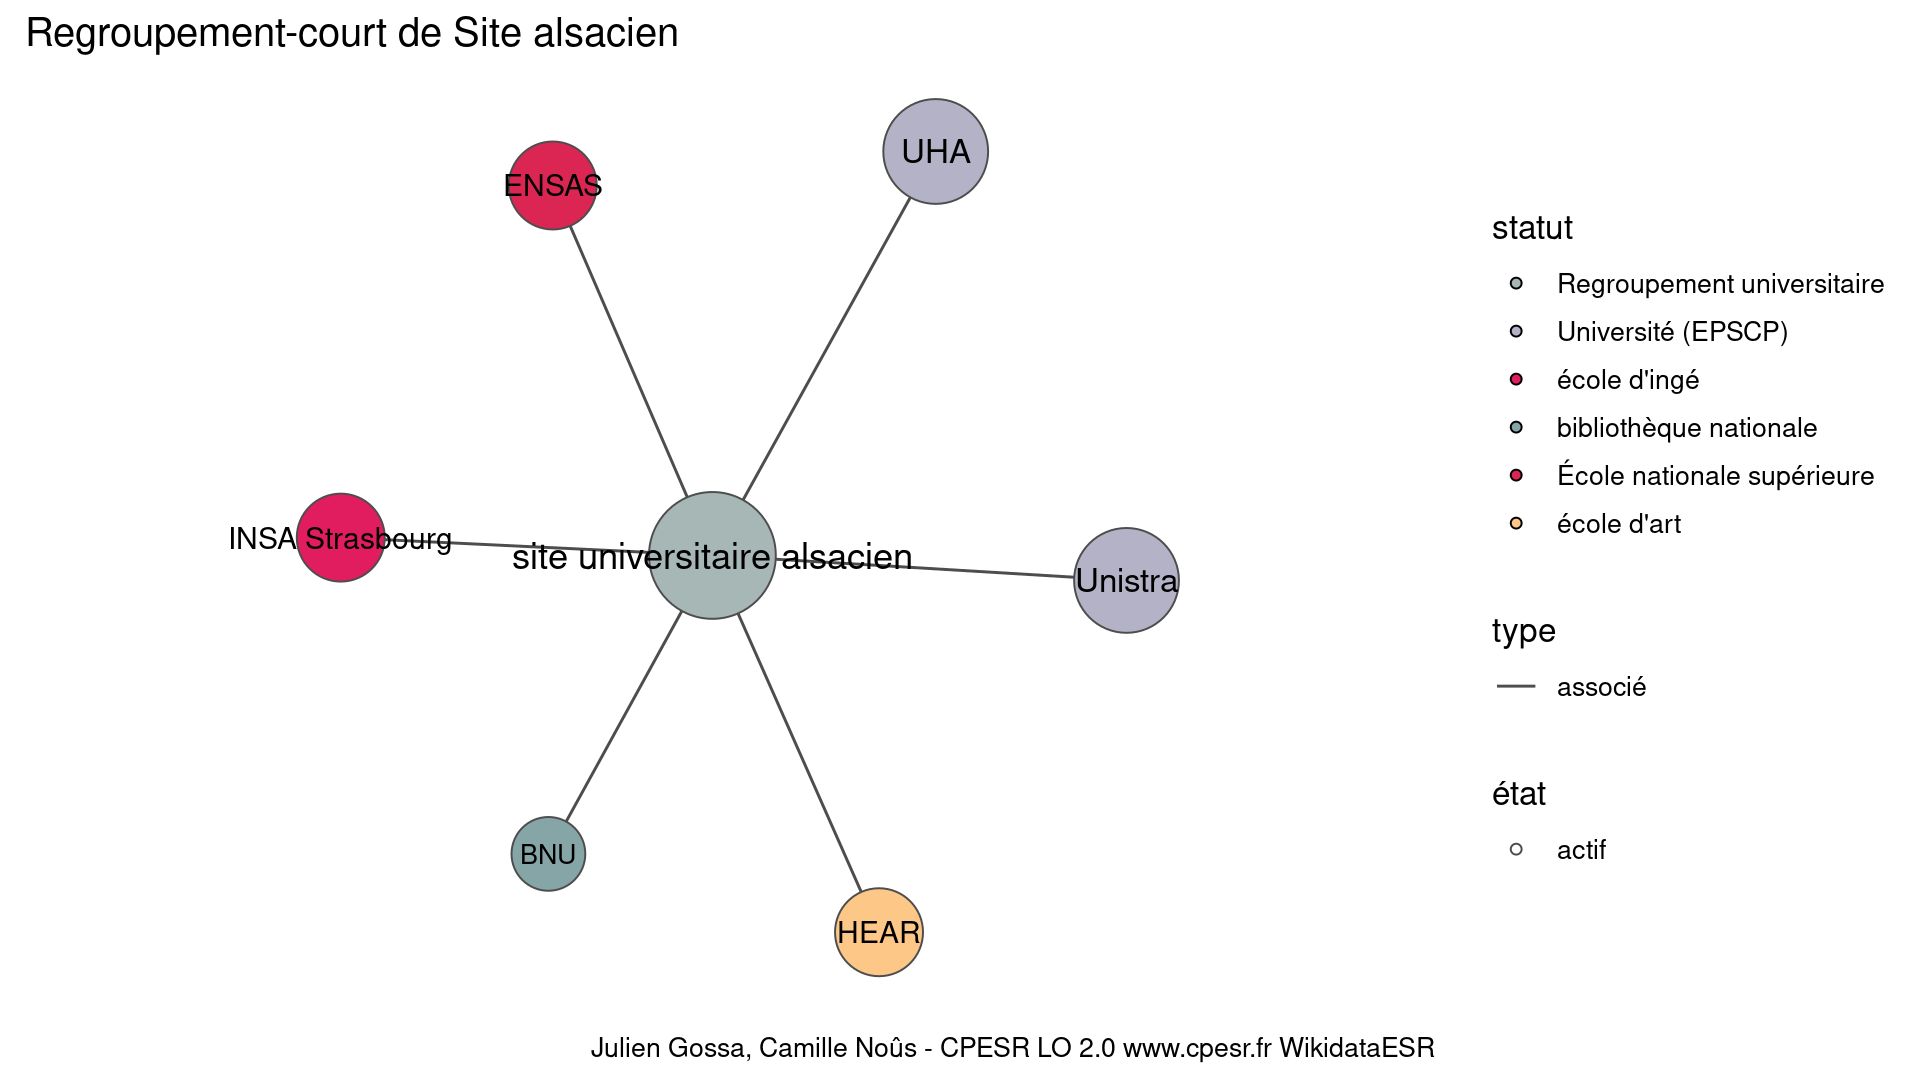 Regroupement-court de Site alsacien
UHA
ENSAS
INSA Strasbourg
site universitaire alsacien
Unistra
BNU
HEAR
statut
Regroupement universitaire
Université (EPSCP)
école d'ingé
bibliothèque nationale
École nationale supérieure
école d'art
type
associé
état
actif
Julien Gossa, Camille Noûs - CPESR LO 2.0 www.cpesr.fr WikidataESR